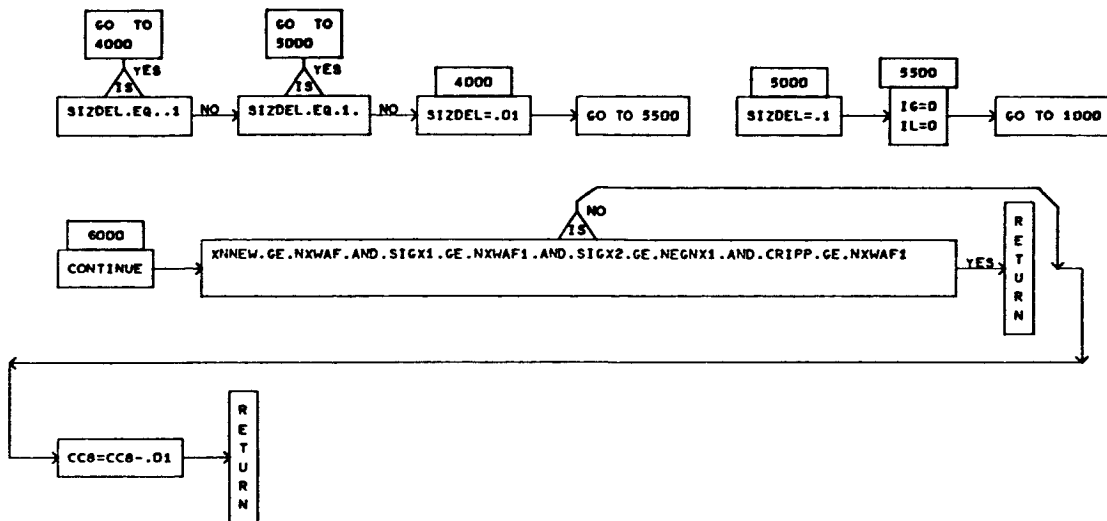 GO TO
4000
YES
IS
SIZDEL.EQ..1
NO
GO TO
5000
YES
IS
SIZDEL.EQ.1.
NO
4000
SIZDEL=.01
GO TO 5500
5000
SIZDEL=.1
5500
IG=0
IL=0
GO TO 1000
NO
IS
6000
CONTINUE
XNNEW.GE.NXWAF.AND.SIGX1.GE.NXWAF1.AND.SIGX2.GE.NEGNX1.AND.CRIPP.GE.NXWAF1
YES
RETURN
CC8=CC8-.01
RETURN